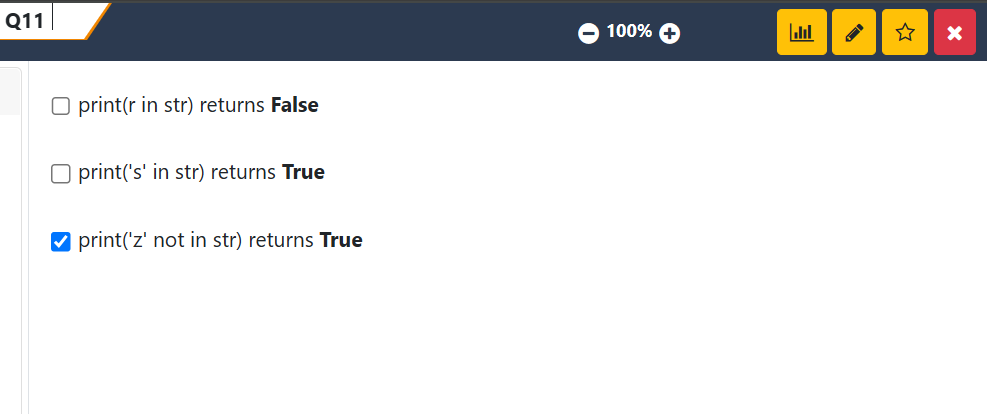 Q11
100%
print(r in str) returns False
print('s' in str) returns True
print('z' not in str) returns True